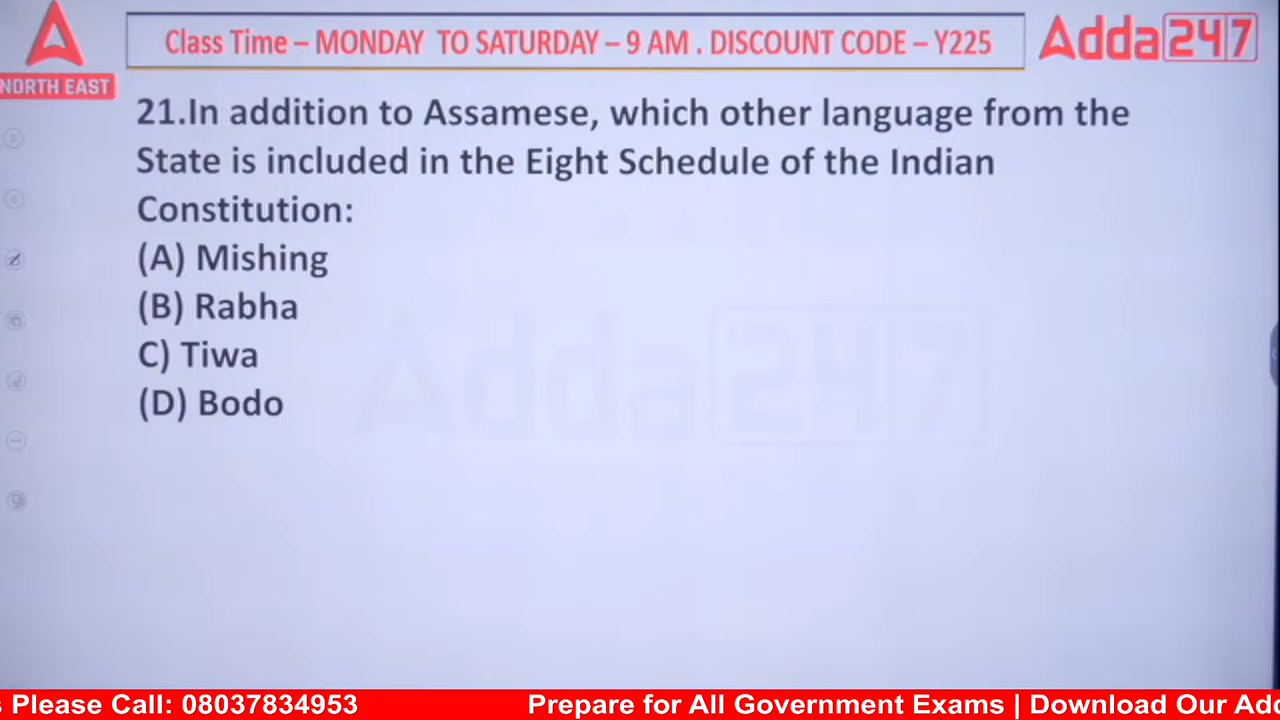 Class Time – MONDAY TO SATURDAY – 9 AM . DISCOUNT CODE – Y225
Adda247
NORTH EAST
21.In addition to Assamese, which other language from the
State is included in the Eight Schedule of the Indian
Constitution:
(A) Mishing
(B) Rabha
C) Tiwa
(D) Bodo
Adda247
Please Call: 08037834953 Prepare for All Government Exams | Download Our